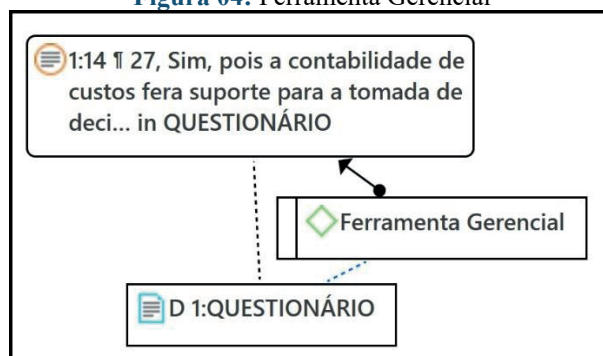 Figura 04: Ferramenta Gerencial
1:14 ¶ 27, Sim, pois a contabilidade de
custos fera suporte para a tomada de
deci... in QUESTIONÁRIO
Ferramenta Gerencial
D 1:QUESTIONÁRIO